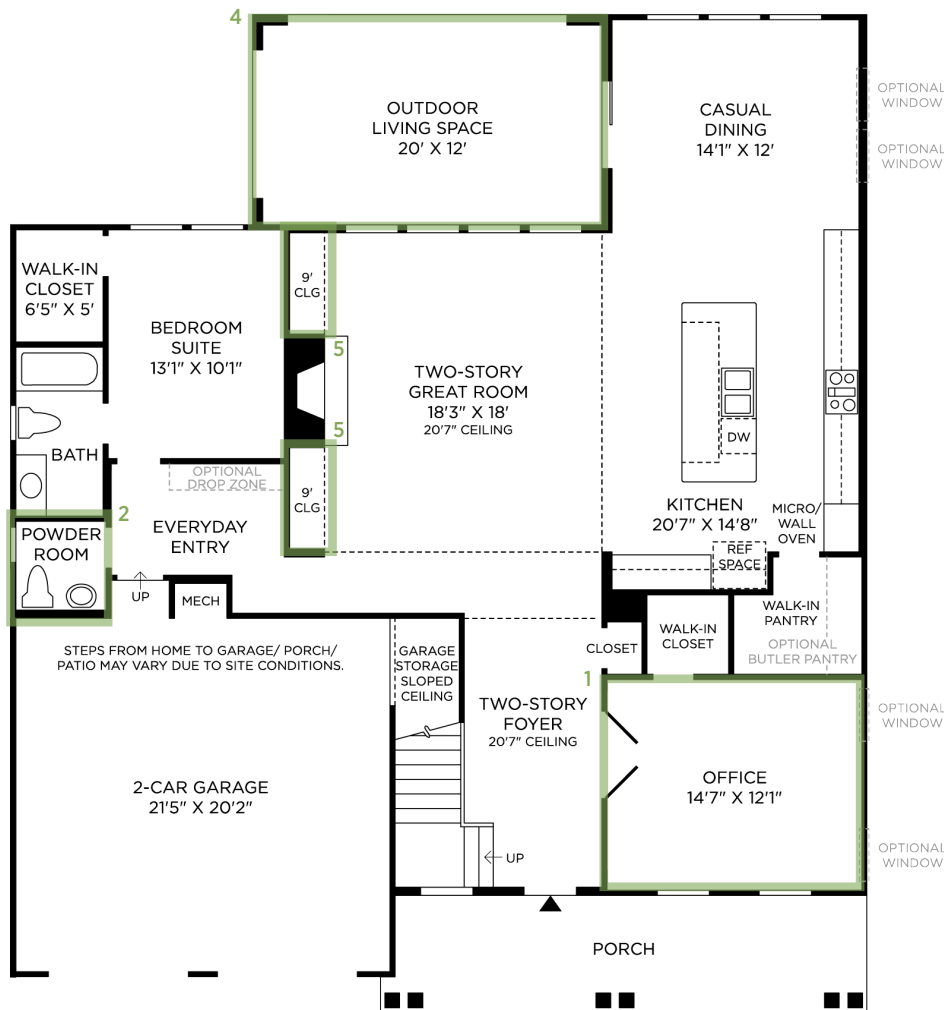 4
OUTDOOR
LIVING SPACE
20' X 12'
CASUAL
DINING
14'1" X 12'
OPTIONAL
WINDOW
OPTIONAL
WINDOW
WALK-IN
CLOSET
6'5" X 5'
9'
CLG
BEDROOM
SUITE
13'1" X 10'1"
5
TWO-STORY
GREAT ROOM
18'3" X 18'
20'7" CEILING
5
DW
BATH
OPTIONAL
DROP ZONE
9'
CLG
KITCHEN
20'7" X 14'8"
MICRO/
WALL
OVEN
2
POWDER
ROOM
EVERYDAY
ENTRY
REF
SPACE
UP
MECH
WALK-IN
PANTRY
OPTIONAL
BUTLER PANTRY
WALK-IN
CLOSET
CLOSET
STEPS FROM HOME TO GARAGE/ PORCH/
PATIO MAY VARY DUE TO SITE CONDITIONS.
GARAGE
STORAGE
SLOPED
CEILING
1
TWO-STORY
FOYER
20'7" CEILING
OPTIONAL
WINDOW
2-CAR GARAGE
21'5" X 20'2"
OFFICE
14'7" X 12'1"
UP
OPTIONAL
WINDOW
PORCH